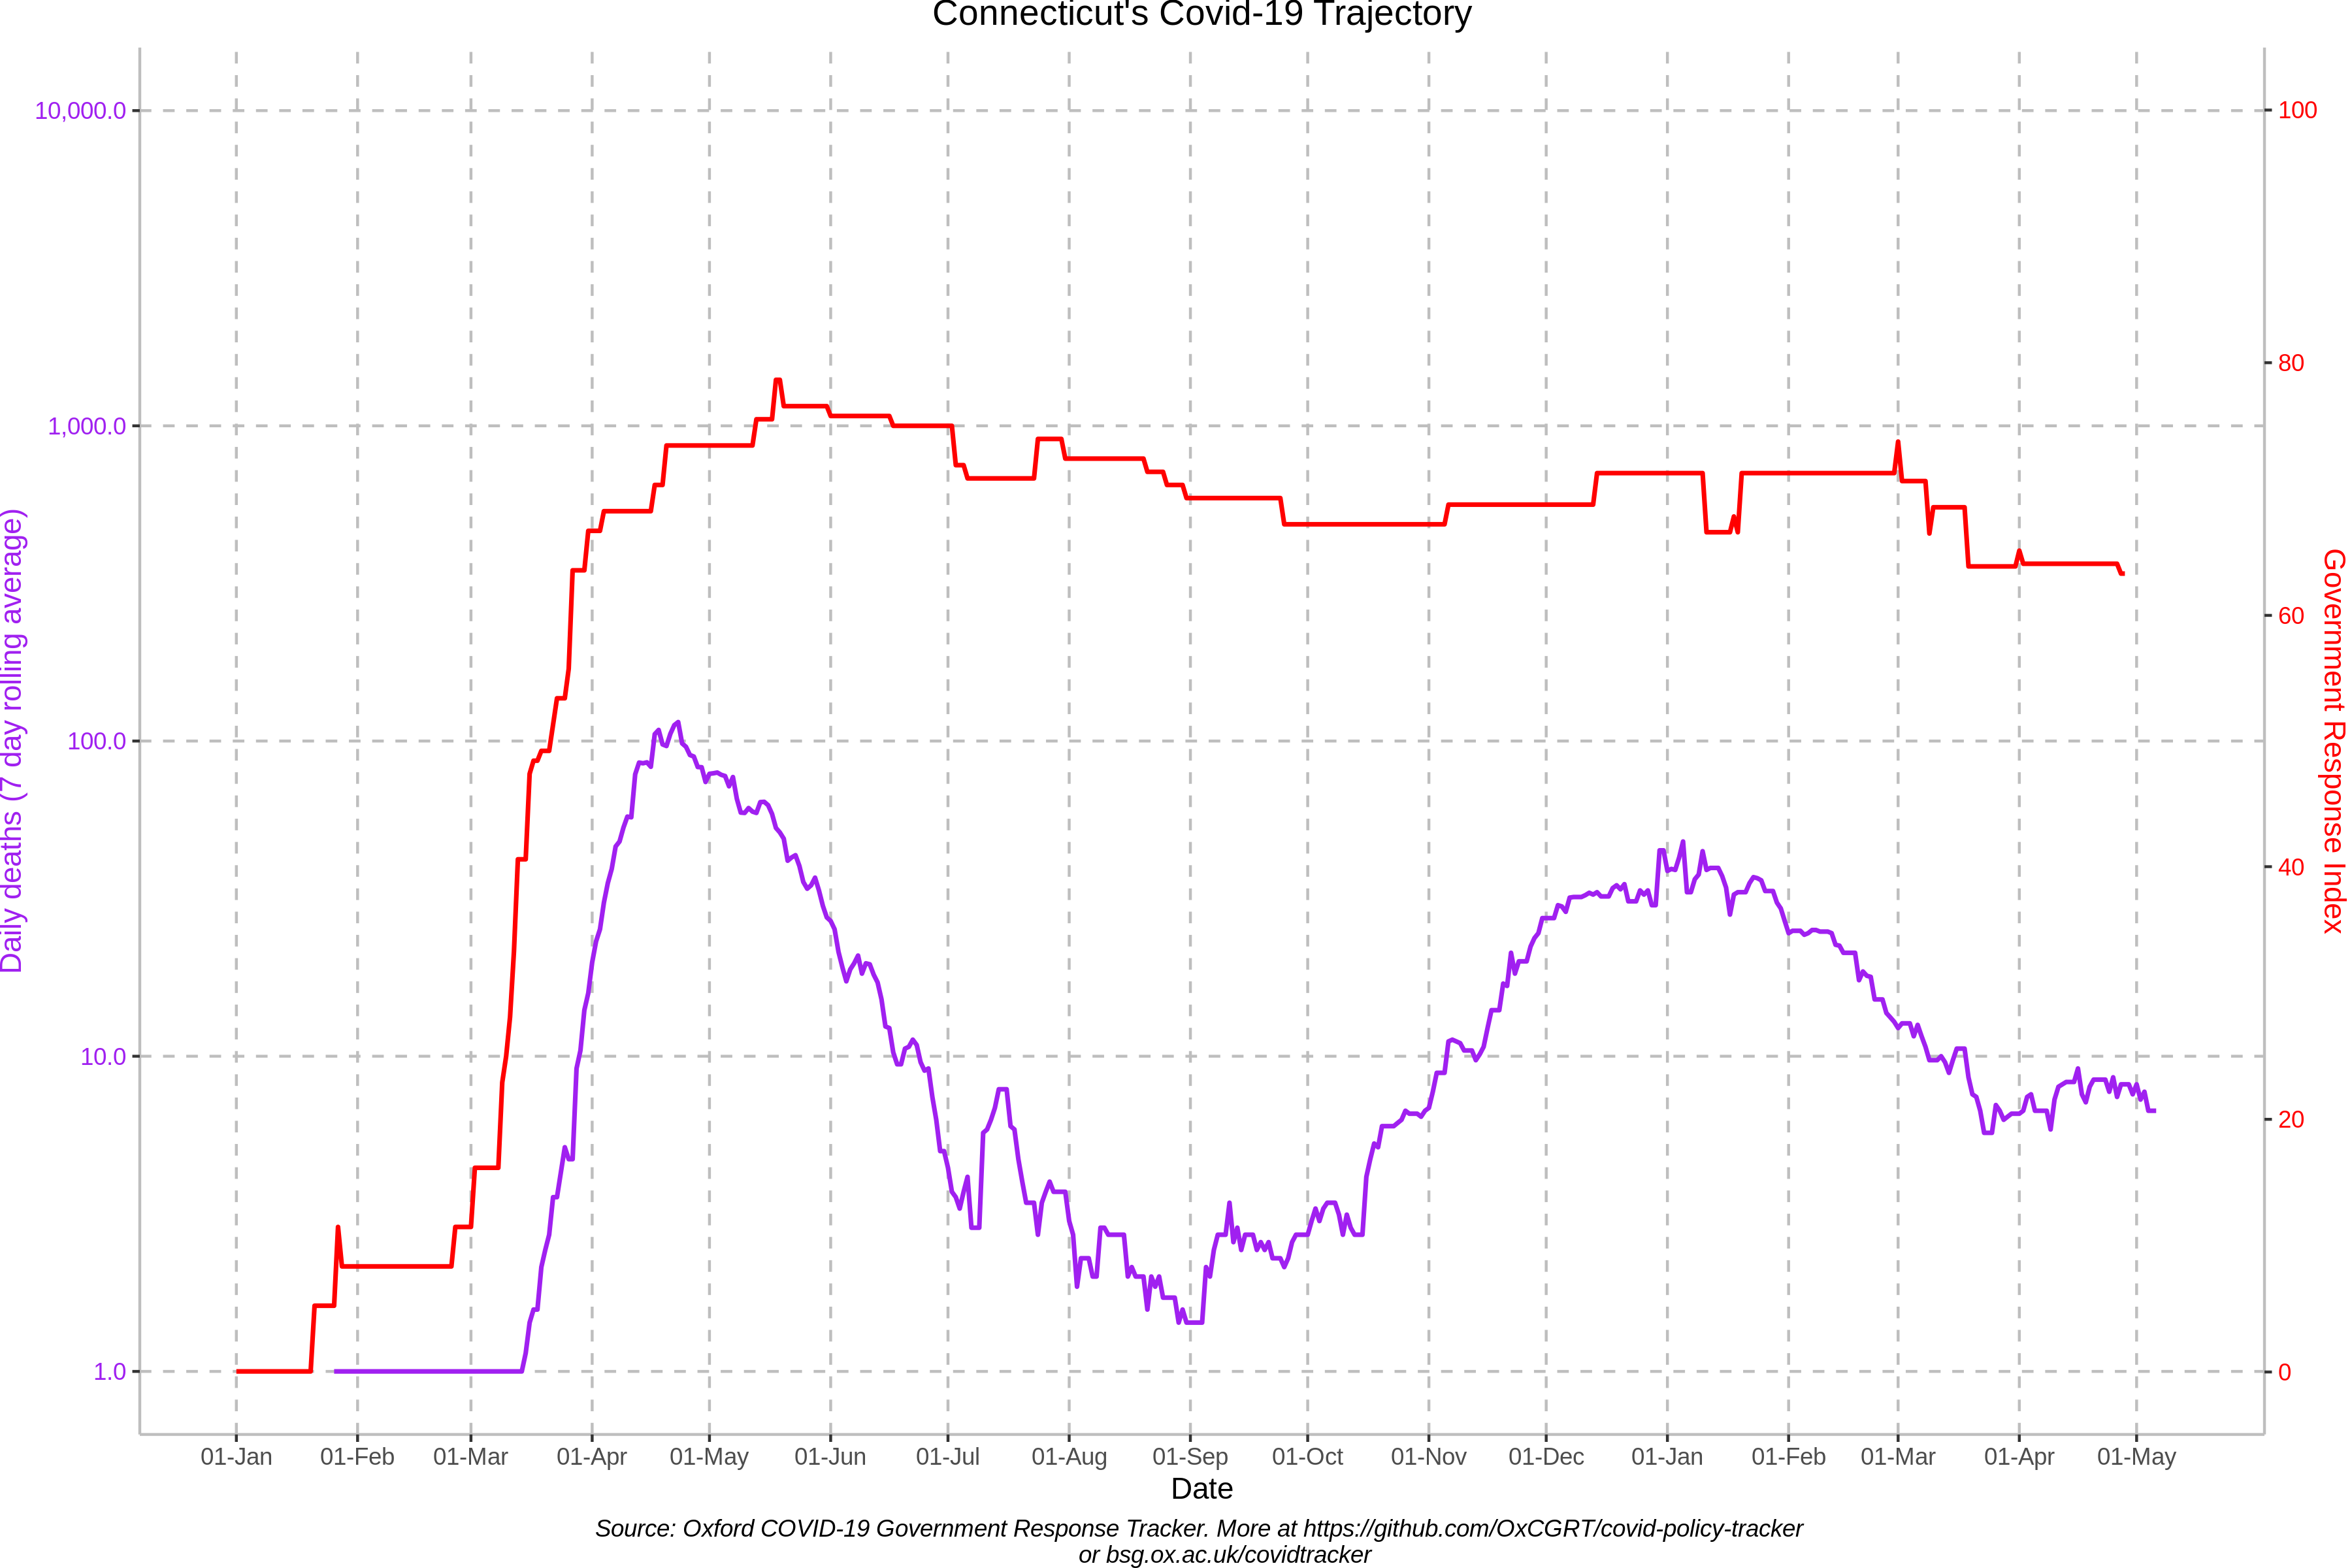 Connecticut's Covid-19 Trajectory
10,000.0
1,000.0
100.0
10.0
1.0
Daily deaths (7 day rolling average)
100
80
60
40
20
0
Government Response Index
01-Jan 01-Feb 01-Mar 01-Apr 01-May 01-Jun 01-Jul 01-Aug 01-Sep 01-Oct 01-Nov 01-Dec 01-Jan 01-Feb 01-Mar 01-Apr 01-May
Date
Source: Oxford COVID-19 Government Response Tracker. More at https://github.com/OxCGRT/covid-policy-tracker
or bsg.ox.ac.uk/covidtracker